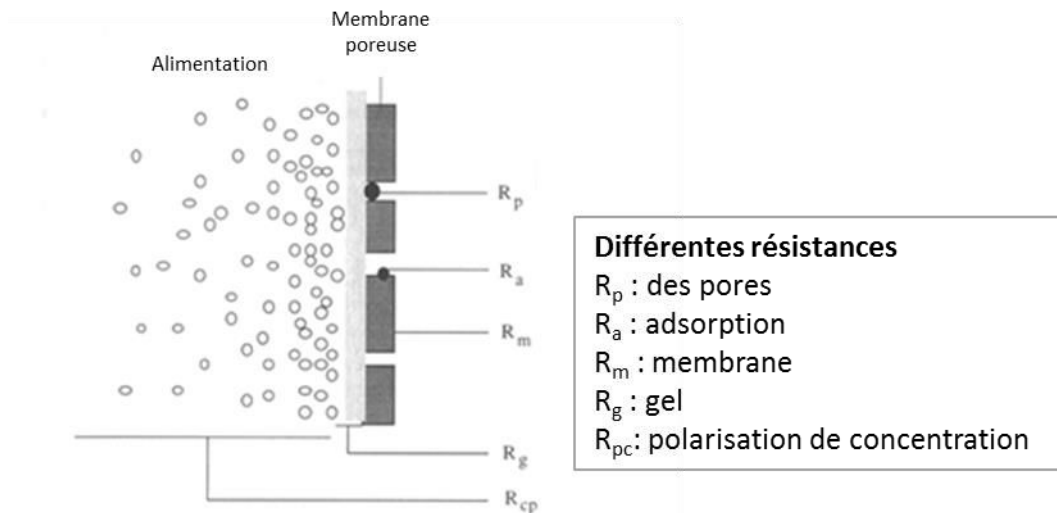 Membrane
poreuse
Alimentation
Rp
Ra
Rm
Rg
Rcp
Différentes résistances
Rp : des pores
Ra : adsorption
Rm : membrane
Rg : gel
Rpc: polarisation de concentration